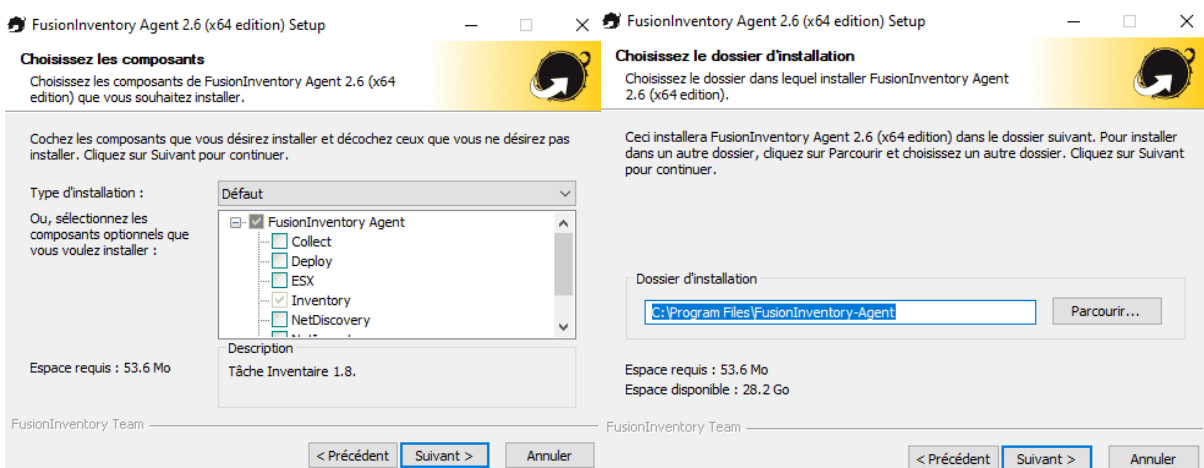 FusionInventory Agent 2.6 (x64 edition) Setup
Choisissez les composants
Choisissez les composants de FusionInventory Agent 2.6 (x64
edition) que vous souhaitez installer.
Cochez les composants que vous désirez installer et décochez ceux que vous ne désirez pas
installer. Cliquez sur Suivant pour continuer.
Type d'installation :
Défaut
Ou, sélectionnez les
composants optionnels que
vous voulez installer :
FusionInventory Agent
Collect
Deploy
ESX
Inventory
NetDiscovery
Espace requis : 53.6 Mo
Description
Tâche Inventaire 1.8.
FusionInventory Team
< Précédent
Suivant >
Annuler
FusionInventory Agent 2.6 (x64 edition) Setup
Choisissez le dossier d'installation
Choisissez le dossier dans lequel installer FusionInventory Agent
2.6 (x64 edition).
Ceci installera FusionInventory Agent 2.6 (x64 edition) dans le dossier suivant. Pour installer
dans un autre dossier, cliquez sur Parcourir et choisissez un autre dossier. Cliquez sur Suivant
pour continuer.
Dossier d'installation
C:\Program Files\FusionInventory-Agent
Parcourir...
Espace requis : 53.6 Mo
Espace disponible : 28.2 Go
FusionInventory Team
< Précédent
Suivant >
Annuler